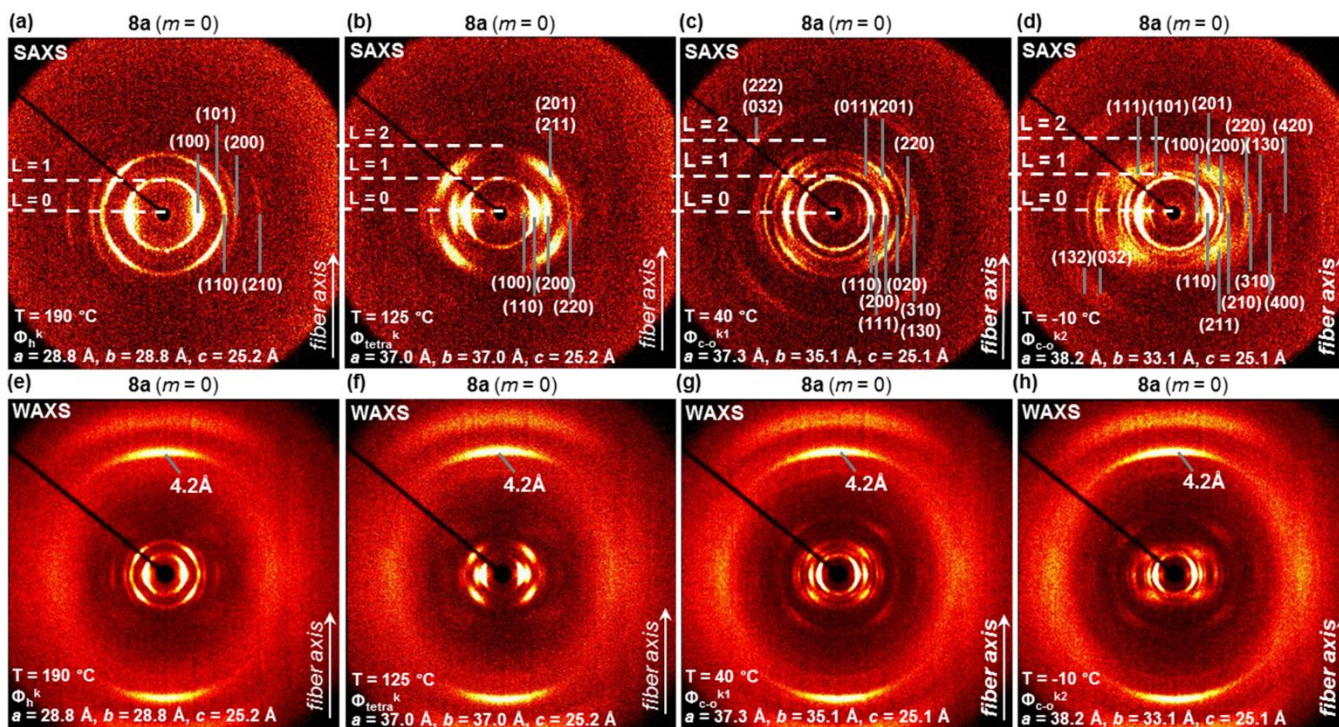 (a) 8a (m = 0)
SAXS
(101)
(100) (200)
L = 1
L = 0
(110) (210)
T = 190 °C
Φh^k
a = 28.8 Å, b = 28.8 Å, c = 25.2 Å
fiber axis
(b) 8a (m = 0)
SAXS
(201)
(211)
L = 2
L = 1
L = 0
(100) (200)
(110) (220)
T = 125 °C
Φtetra^k
a = 37.0 Å, b = 37.0 Å, c = 25.2 Å
fiber axis
(c) 8a (m = 0)
SAXS
(222)
(032)
(011) (201)
L = 2
(220)
L = 1
L = 0
(110) (020)
(200) (310)
(111) (130)
T = 40 °C
Φc-o^k1
a = 37.3 Å, b = 35.1 Å, c = 25.1 Å
fiber axis
(d) 8a (m = 0)
SAXS
(111) (101) (201)
L = 2
(220) (420)
(100) (200) (130)
L = 1
L = 0
(132) (032)
(110) (310)
(210) (400)
(211)
T = -10 °C
Φc-o^k2
a = 38.2 Å, b = 33.1 Å, c = 25.1 Å
fiber axis
(e) 8a (m = 0)
WAXS
4.2Å
T = 190 °C
Φh^k
a = 28.8 Å, b = 28.8 Å, c = 25.2 Å
fiber axis
(f) 8a (m = 0)
WAXS
4.2Å
T = 125 °C
Φtetra^k
a = 37.0 Å, b = 37.0 Å, c = 25.2 Å
fiber axis
(g) 8a (m = 0)
WAXS
4.2Å
T = 40 °C
Φc-o^k1
a = 37.3 Å, b = 35.1 Å, c = 25.1 Å
fiber axis
(h) 8a (m = 0)
WAXS
4.2Å
T = -10 °C
Φc-o^k2
a = 38.2 Å, b = 33.1 Å, c = 25.1 Å
fiber axis